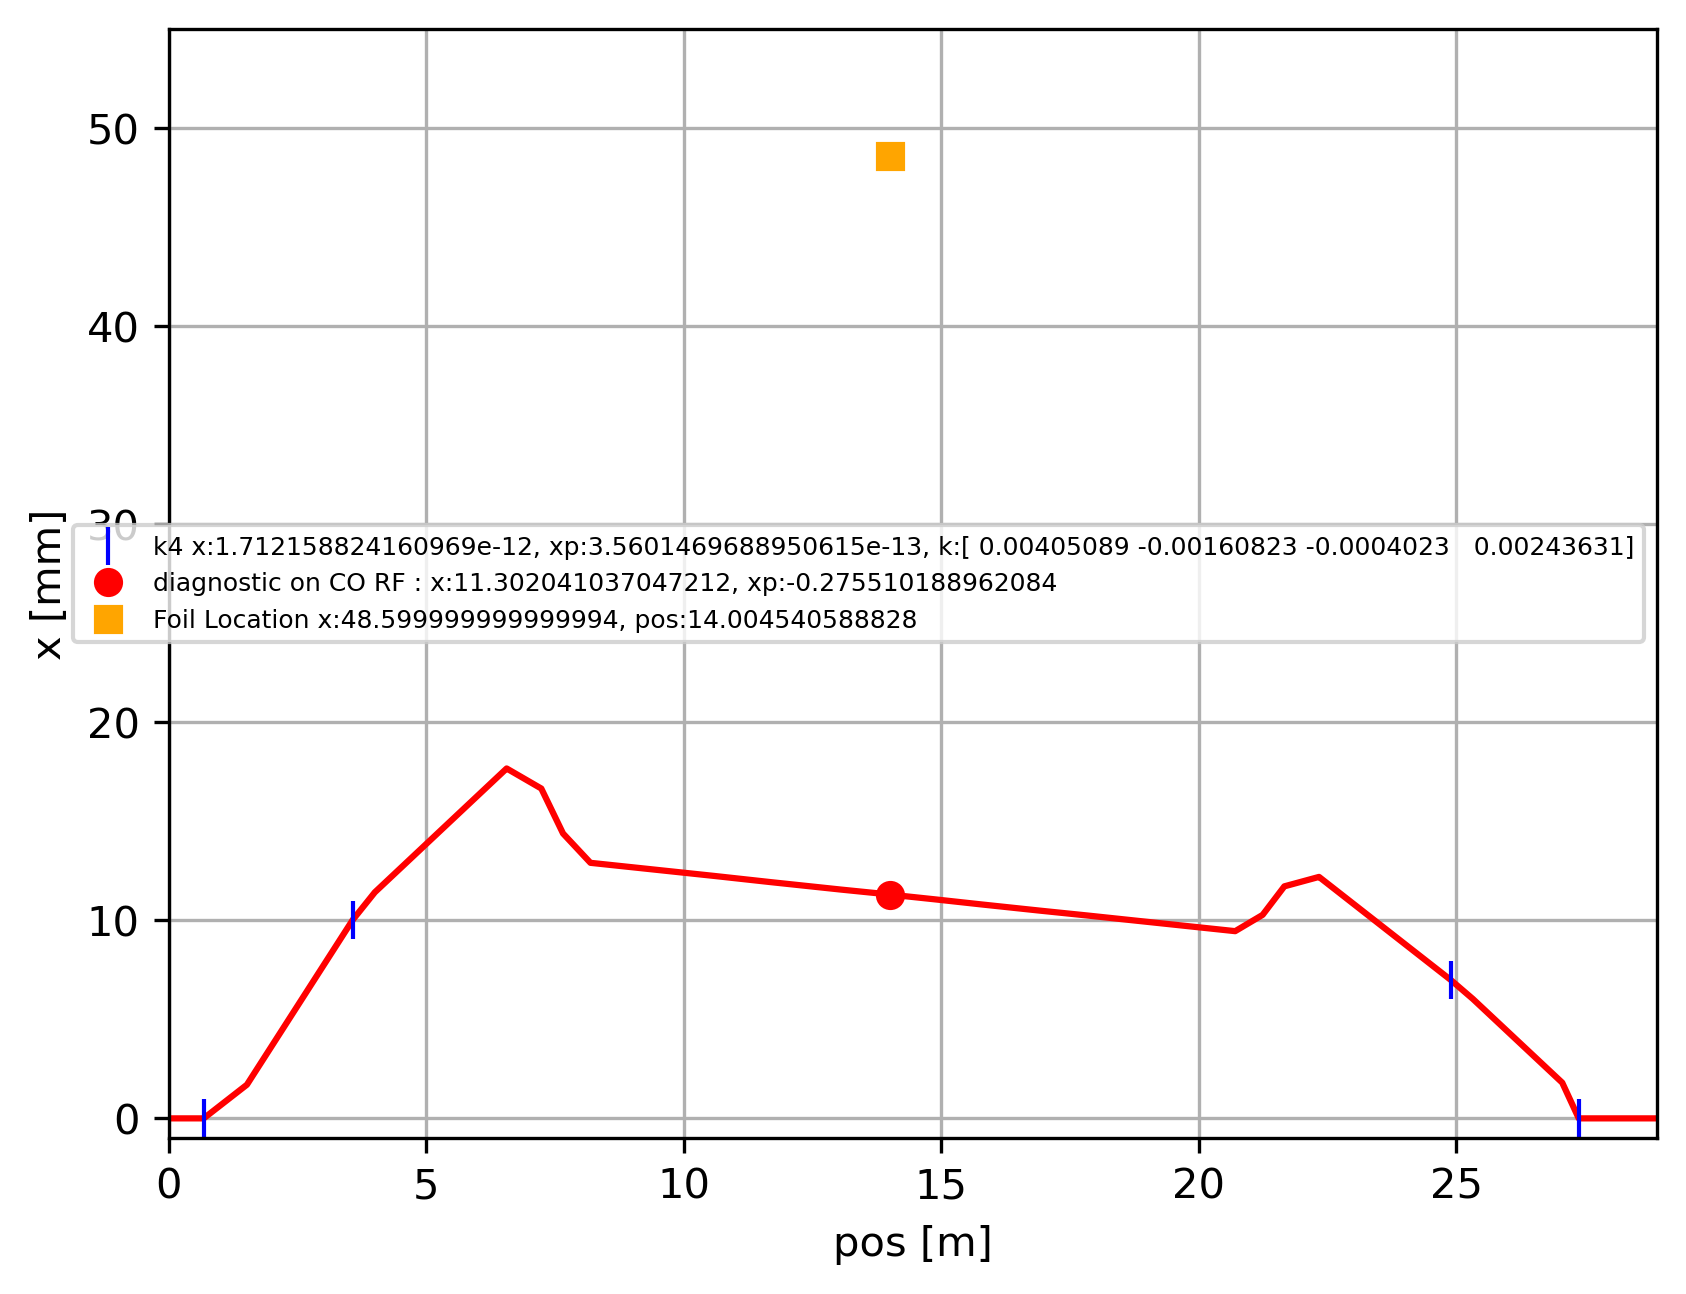 50
40
30
20
10
0
x [mm]
k4 x:1.712158824160969e-12, xp:3.5601469688950615e-13, k:[ 0.00405089 -0.00160823 -0.0004023   0.00243631]
diagnostic on CO RF : x:11.302041037047212, xp:-0.275510188962084
Foil Location x:48.599999999999994, pos:14.004540588828
0 5 10 15 20 25
pos [m]